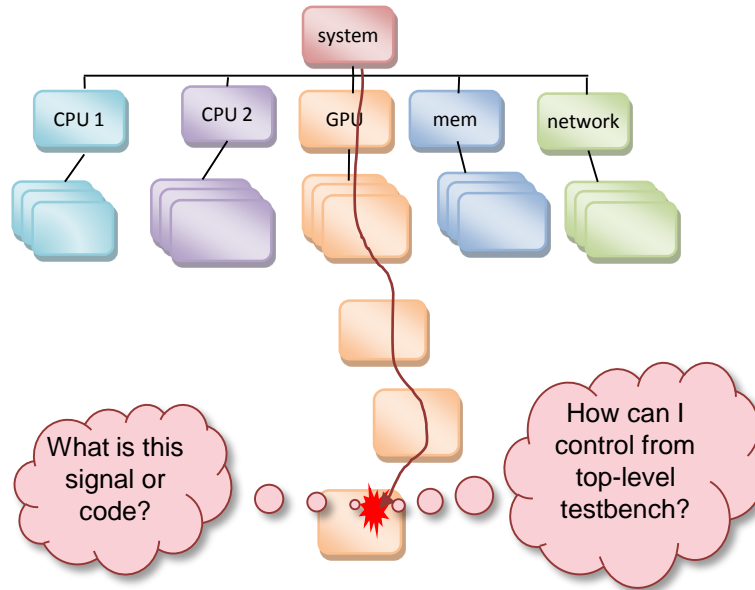 system
CPU 1
CPU 2
GPU
mem
network
What is this
signal or
code?
How can I
control from
top-level
testbench?